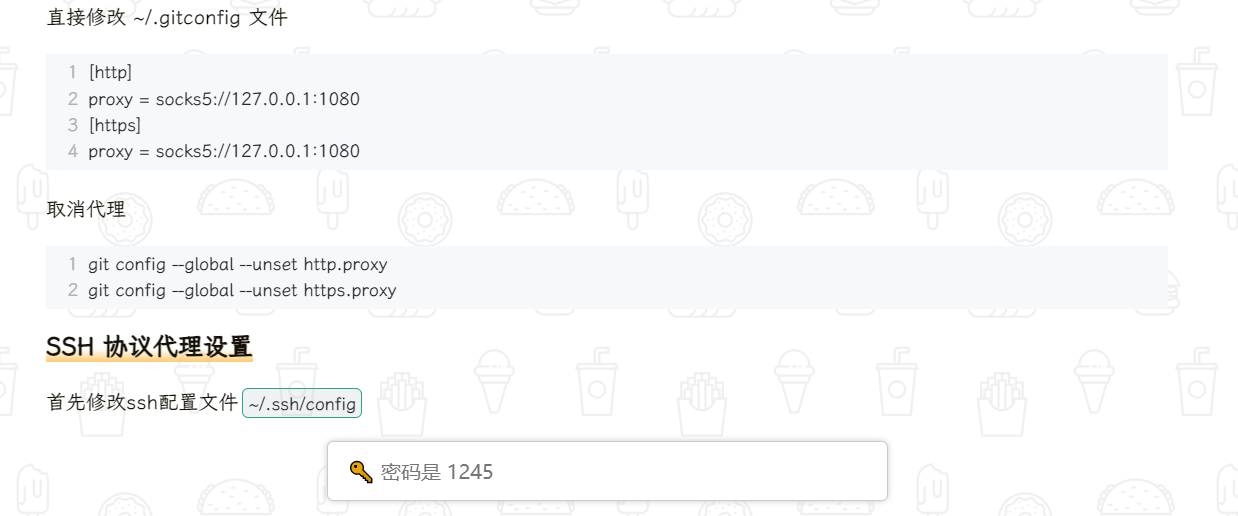 直接修改 ~/.gitconfig 文件
1 [http]
2 proxy = socks5://127.0.0.1:1080
3 [https]
4 proxy = socks5://127.0.0.1:1080
取消代理
1 git config --global --unset http.proxy
2 git config --global --unset https.proxy
SSH 协议代理设置
首先修改ssh配置文件 ~/.ssh/config
密码是 1245